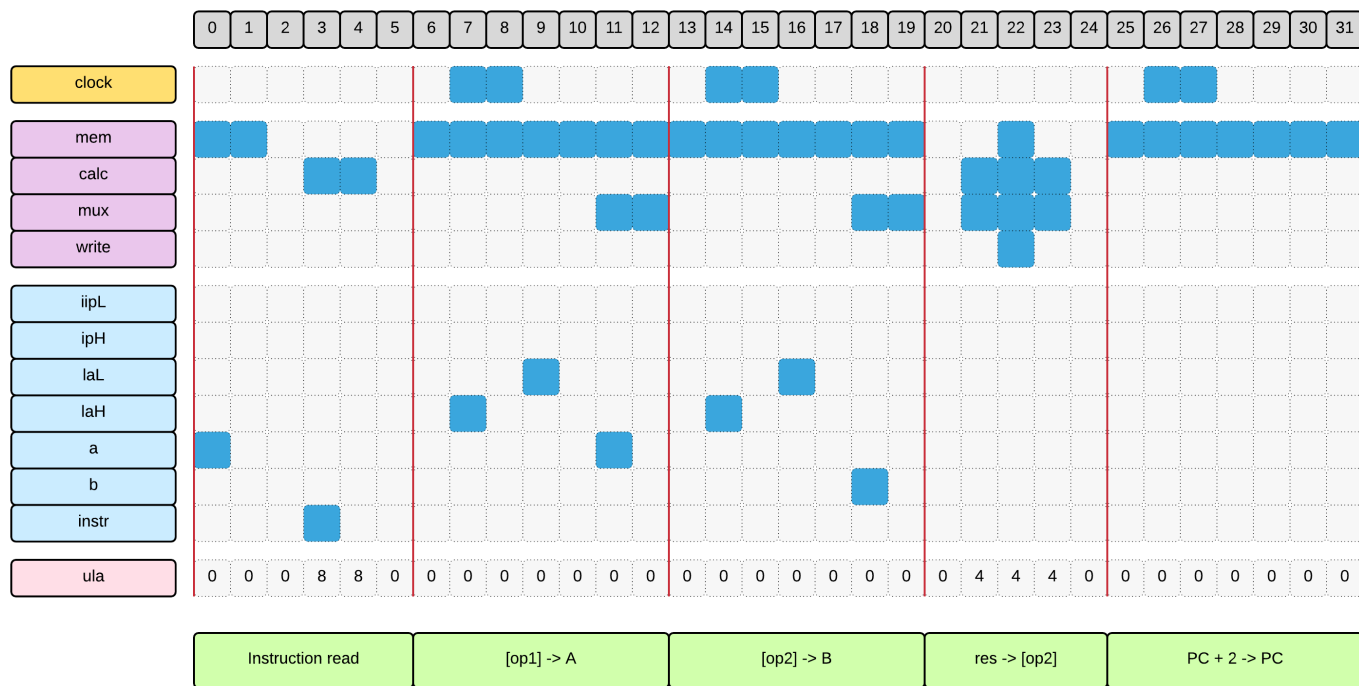 0 1 2 3 4 5 6 7 8 9 10 11 12 13 14 15 16 17 18 19 20 21 22 23 24 25 26 27 28 29 30 31
clock
mem
calc
mux
write
iipL
ipH
laL
laH
a
b
instr
ula 0 0 0 8 8 0 0 0 0 0 0 0 0 0 0 0 0 0 0 0 0 4 4 4 0 0 0 0 0 0 0 0
Instruction read [op1] -> A [op2] -> B res -> [op2] PC + 2 -> PC